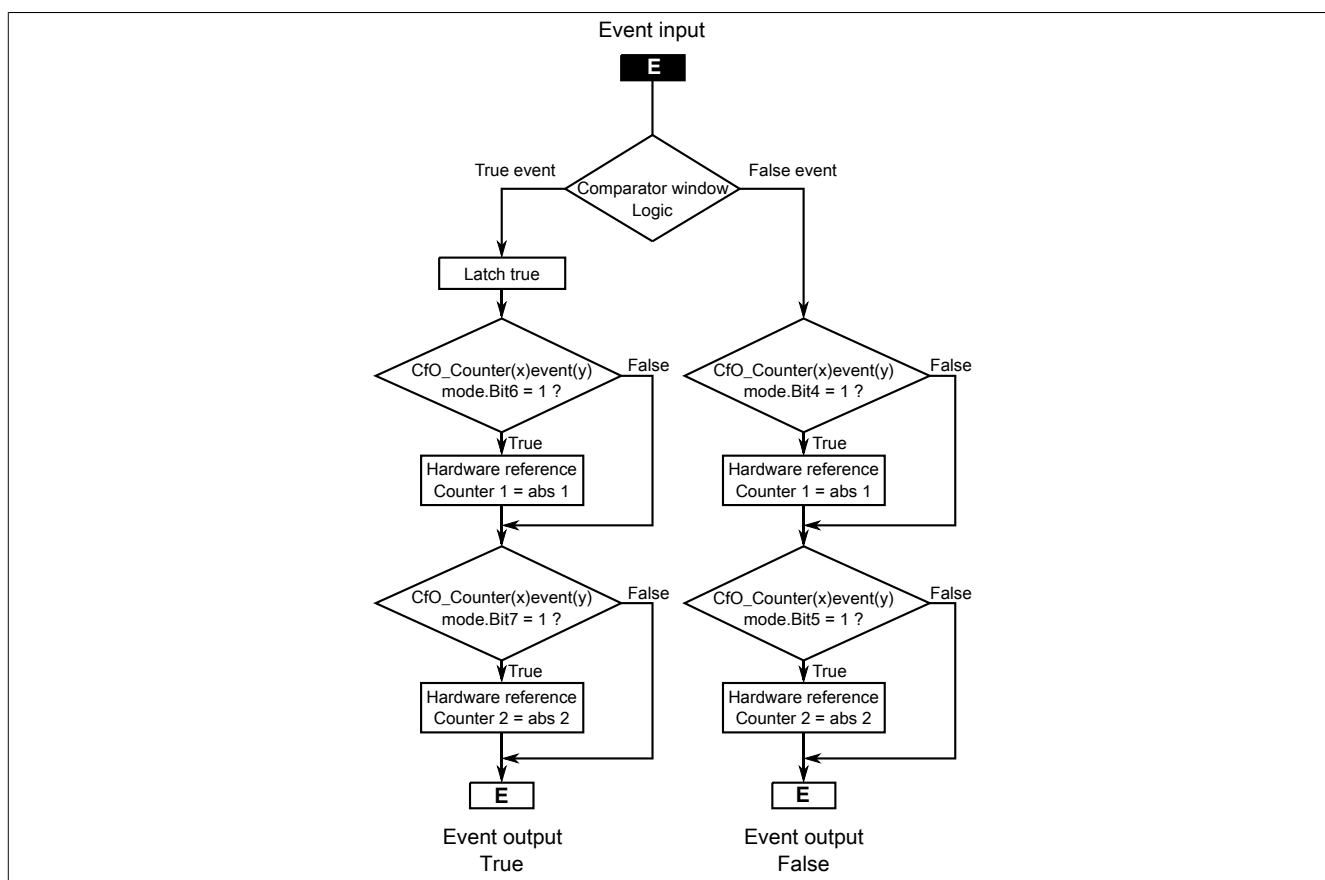 Event input
E
True event
False event
Comparator window
Logic
Latch true
CfO_Counter(x)event(y)
mode.Bit6 = 1 ?
False
True
Hardware reference
Counter 1 = abs 1
CfO_Counter(x)event(y)
mode.Bit7 = 1 ?
False
True
Hardware reference
Counter 2 = abs 2
E
Event output
True
CfO_Counter(x)event(y)
mode.Bit4 = 1 ?
False
True
Hardware reference
Counter 1 = abs 1
CfO_Counter(x)event(y)
mode.Bit5 = 1 ?
False
True
Hardware reference
Counter 2 = abs 2
E
Event output
False